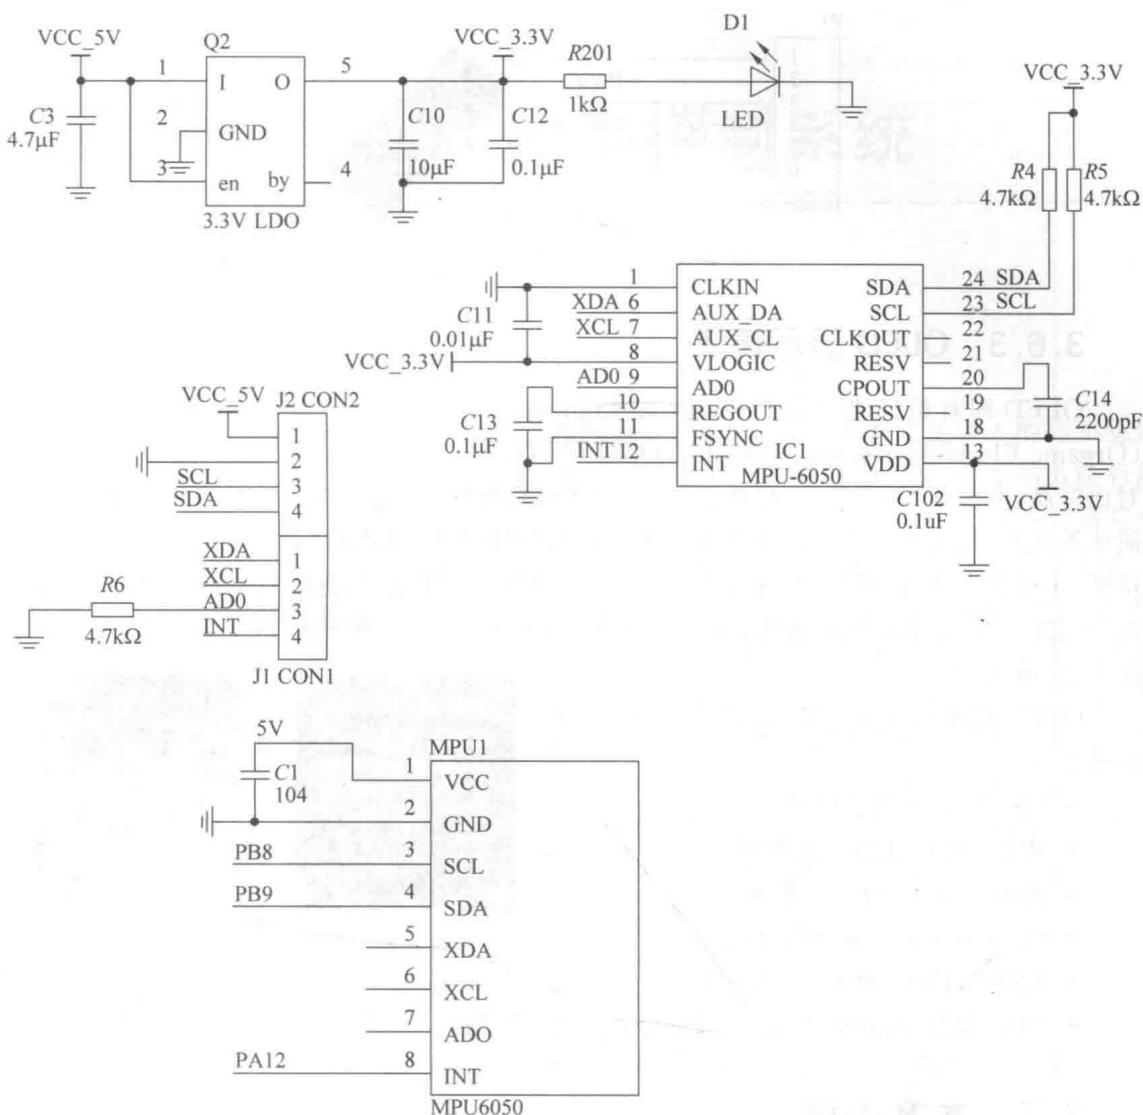 VCC_5V
Q2
VCC_3.3V
R201
1kΩ
D1
LED
1
I
O
5
C3
4.7μF
2
GND
3
en
by
4
3.3V LDO
C10
10μF
C12
0.1μF
VCC_3.3V
R4
4.7kΩ
R5
4.7kΩ
1
CLKIN
SDA
24
SDA
XDA
6
AUX_DA
SCL
23
SCL
C11
0.01μF
XCL
7
AUX_CL
CLKOUT
22
VCC_3.3V
8
VLOGIC
RESV
21
AD0
9
AD0
CPOUT
20
C13
0.1μF
10
REGOUT
RESV
19
C14
2200pF
11
FSYNC
GND
18
INT
12
INT
IC1
VDD
13
MPU-6050
C102
0.1uF
VCC_3.3V
VCC_5V
J2 CON2
1
2
SCL
3
SDA
4
XDA
1
XCL
2
R6
4.7kΩ
AD0
3
INT
4
J1 CON1
5V
C1
104
MPU1
1
VCC
2
GND
PB8
3
SCL
PB9
4
SDA
5
XDA
6
XCL
7
ADO
PA12
8
INT
MPU6050